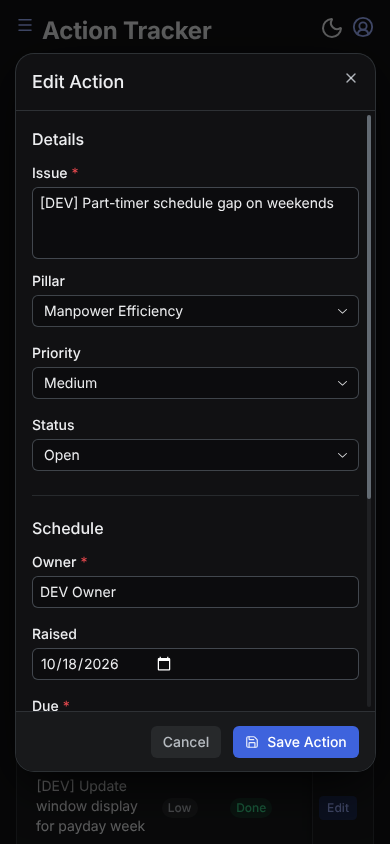 Action Tracker
Edit Action
Details
Issue *
[DEV] Part-timer schedule gap on weekends
Pillar
Manpower Efficiency
Priority
Medium
Status
Open
Schedule
Owner *
DEV Owner
Raised
10/18/2026
Due *
Cancel
Save Action
[DEV] Update
window display
for payday week
Low
Done
Edit